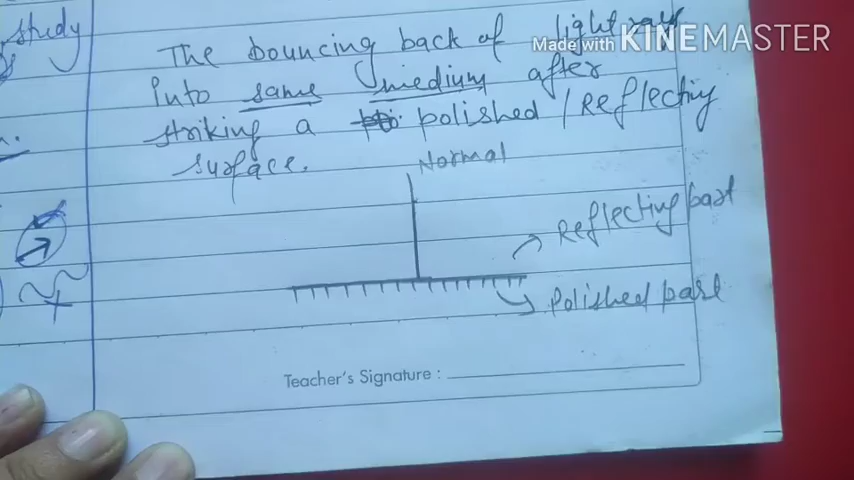 study
The bouncing back of light rays
Made with KINEMASTER
into same medium after
n.
striking a polished / Reflecting
surface.
Normal
Reflecting part
Polished part
Teacher's Signature :